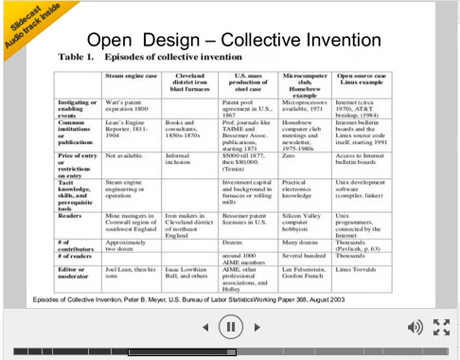 Slidecast
Audio track inside
Open Design – Collective Invention
Table 1. Episodes of collective invention
Steam engine case
Cleveland district iron blast furnaces
U.S. mass production of steel case
Microcomputer club, Homebrew example
Open source case Linux example
Instigating or enabling events
Watt's patent expiration 1800
Patent pool agreement in U.S., 1867
Microprocessors available, 1971
Internet (circa 1970), AT&T breakup, (1984)
Common institutions or publications
Lean's Engine Reporter, 1811-1904
Books and consultants, 1850s-1870s
Prof. journals like TAIME and Bessemer Assoc. publications, starting 1871
Homebrew computer club meetings and newsletter, 1975-1980s
Internet bulletin boards and the Linux source code itself, starting 1991
Price of entry or restrictions on entry
Not available.
Informal inclusion
$5000 till 1877, then $80,000. (Temin)
Zero
Access to Internet bulletin boards
Tacit knowledge, skills, and prerequisite tools
Steam engine engineering or operation
Investment capital and background in furnaces or rolling mills
Practical electronics knowledge
Unix development software (compiler, linker)
Readers
Mine managers in Cornwall region of southwest England
Iron makers in Cleveland district of northeast England
Bessemer patent licensees in U.S.
Silicon Valley computer hobbyists
Unix programmers, connected by the Internet
# of contributors
Approximately two dozen
Dozens
Many dozens
Thousands (Pavlicek, p. 63)
# of readers
around 1000 AIME members
Several hundred
Thousands
Editor or moderator
Joel Lean, then his sons
Isaac Lowthian Bell, and others
AIME, other professional associations, and Holley
Lee Felsenstein, Gordon French
Linus Torvalds
Episodes of Collective Invention, Peter B. Meyer, U.S. Bureau of Labor StatisticsWorking Paper 368, August 2003